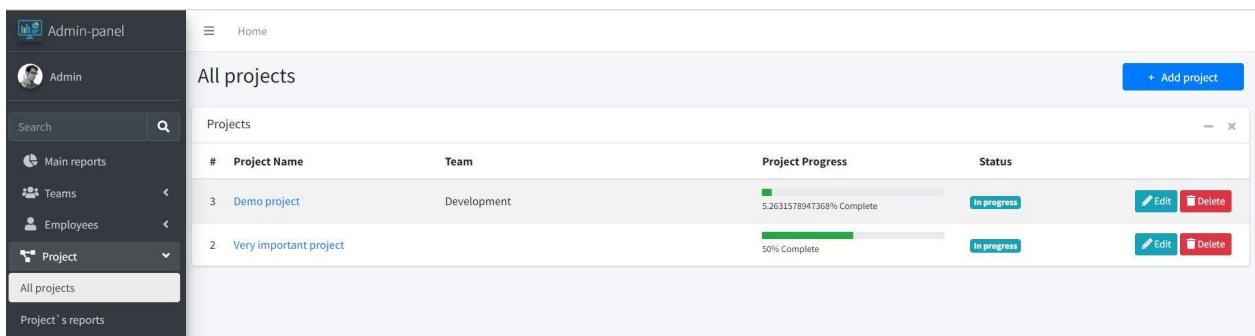 Admin-panel
Home
Admin
All projects
+ Add project
Search
Projects
Main reports
# Project Name Team Project Progress Status
Teams
3 Demo project Development 5.2631578947368% Complete In progress Edit Delete
Employees
2 Very important project 50% Complete In progress Edit Delete
Project
All projects
Project`s reports